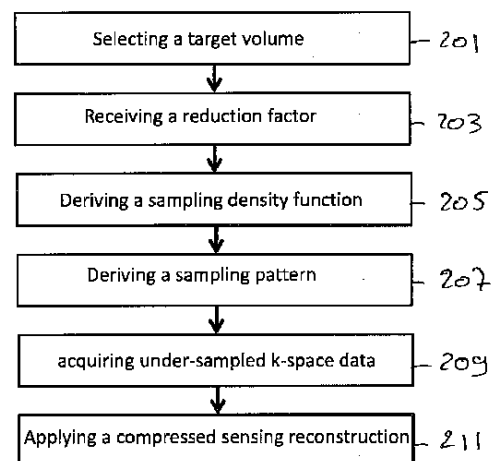 Selecting a target volume 201
Receiving a reduction factor 203
Deriving a sampling density function 205
Deriving a sampling pattern 207
acquiring under-sampled k-space data 209
Applying a compressed sensing reconstruction 211